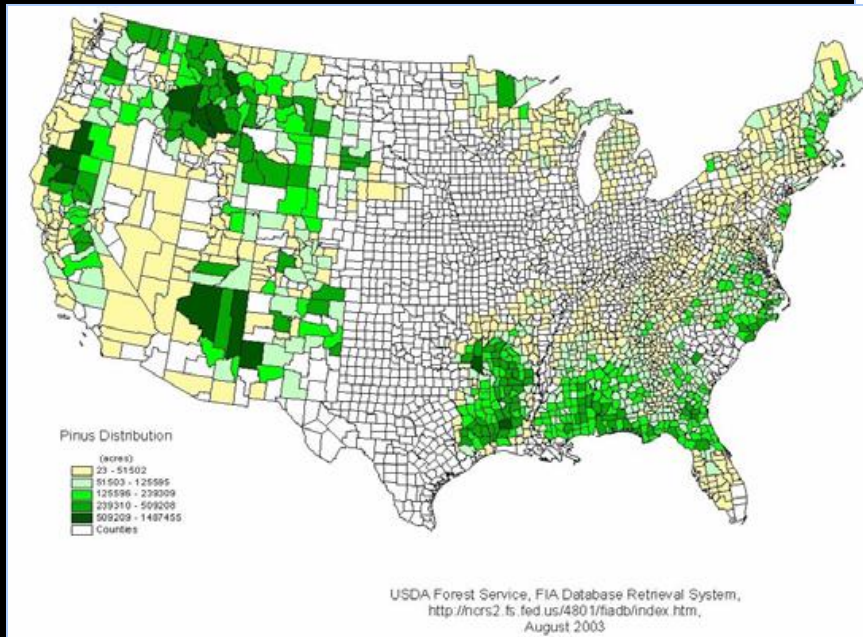 Pinus Distribution
(acres)
23 - 51502
51503 - 125595
125596 - 239309
239310 - 509208
509209 - 1487455
Counties
USDA Forest Service, FIA Database Retrieval System,
http://ncrs2.fs.fed.us/4801/fiadb/index.htm,
August 2003